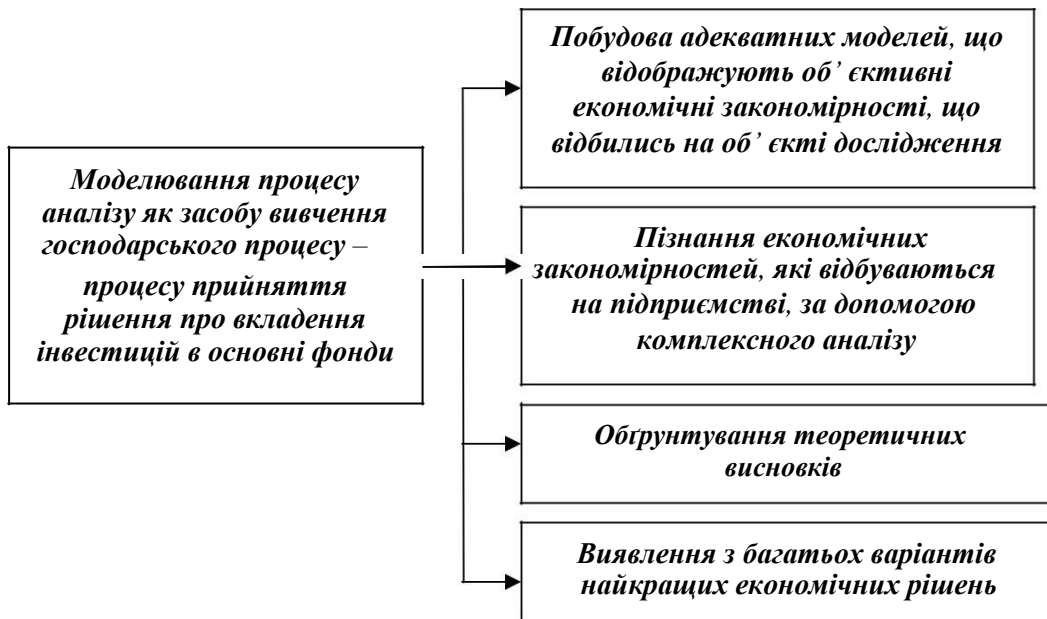 Моделювання процесу
аналізу як засобу вивчення
господарського процесу –
процесу прийняття
рішення про вкладення
інвестицій в основні фонди
Побудова адекватних моделей, що
відображують об’ єктивні
економічні закономірності, що
відбились на об’ єкті дослідження
Пізнання економічних
закономірностей, які відбуваються
на підприємстві, за допомогою
комплексного аналізу
Обґрунтування теоретичних
висновків
Виявлення з багатьох варіантів
найкращих економічних рішень